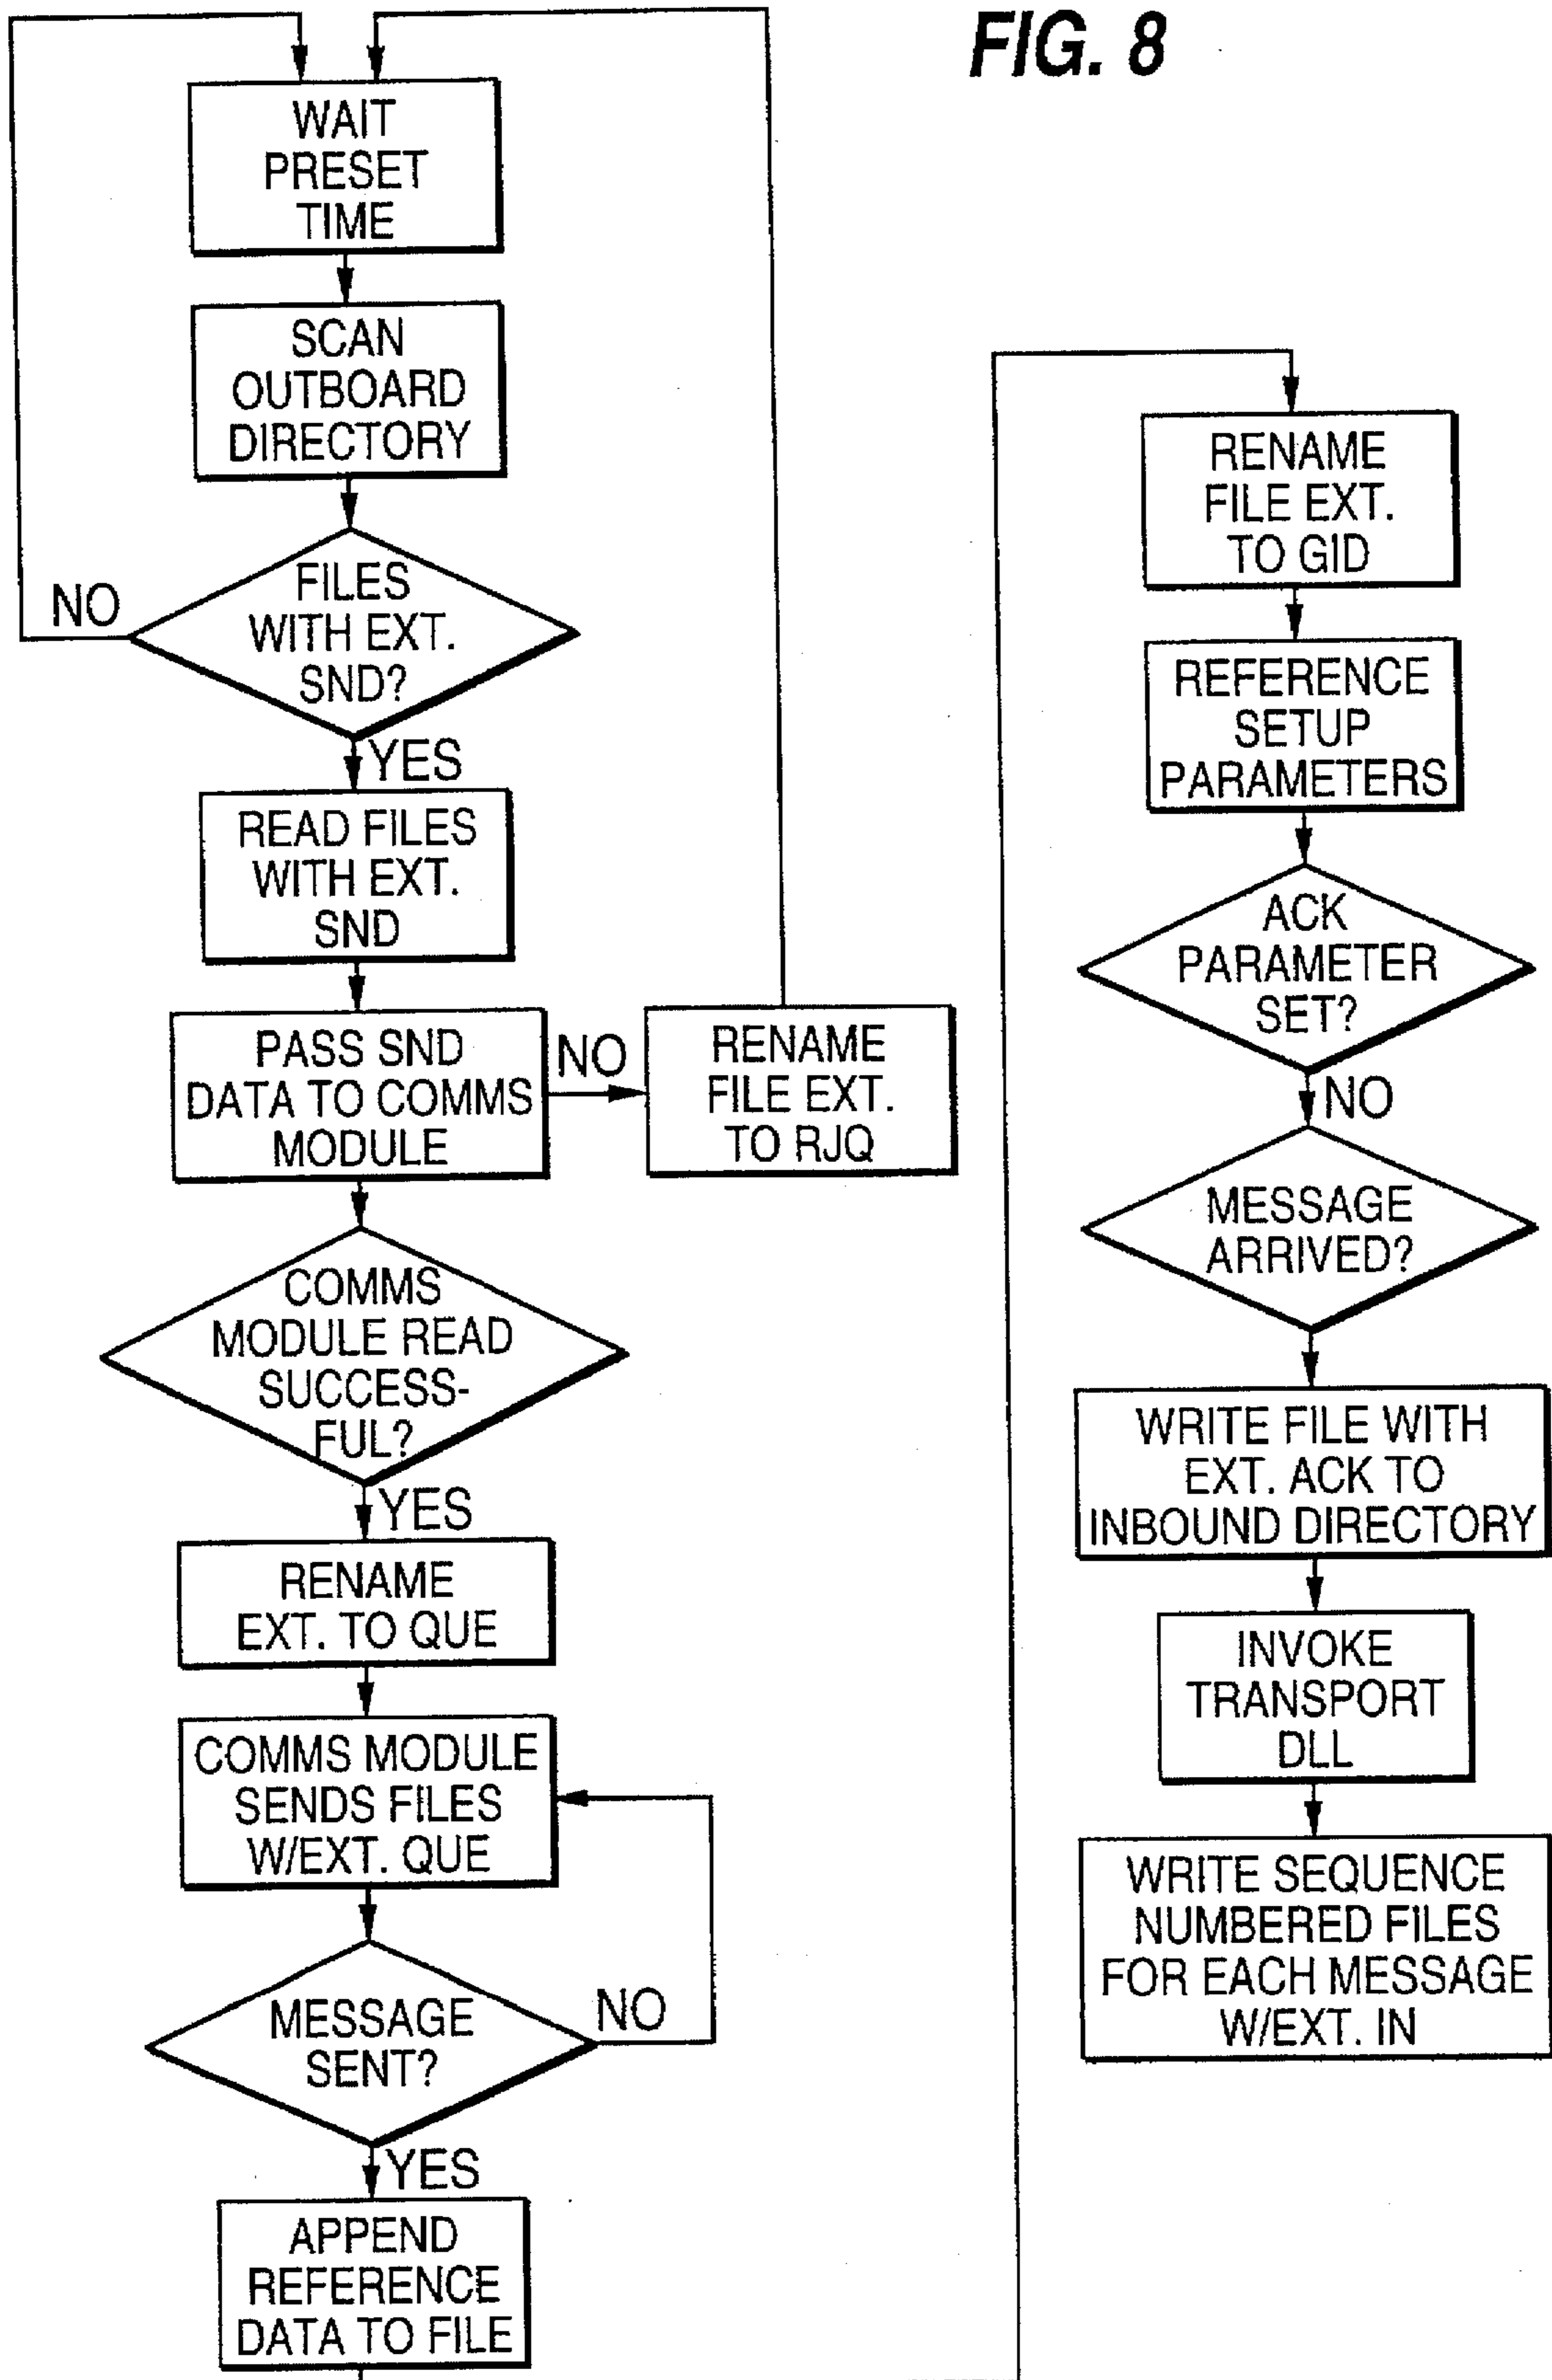 FIG. 8
WAIT
PRESET
TIME
SCAN
OUTBOARD
DIRECTORY
FILES
WITH EXT.
SND?
NO
YES
READ FILES
WITH EXT.
SND
PASS SND
DATA TO COMMS
MODULE
NO
RENAME
FILE EXT.
TO RJQ
COMMS
MODULE READ
SUCCESS-
FUL?
YES
RENAME
EXT. TO QUE
COMMS MODULE
SENDS FILES
W/EXT. QUE
MESSAGE
SENT?
NO
YES
APPEND
REFERENCE
DATA TO FILE
RENAME
FILE EXT.
TO GID
REFERENCE
SETUP
PARAMETERS
ACK
PARAMETER
SET?
NO
MESSAGE
ARRIVED?
WRITE FILE WITH
EXT. ACK TO
INBOUND DIRECTORY
INVOKE
TRANSPORT
DLL
WRITE SEQUENCE
NUMBERED FILES
FOR EACH MESSAGE
W/EXT. IN